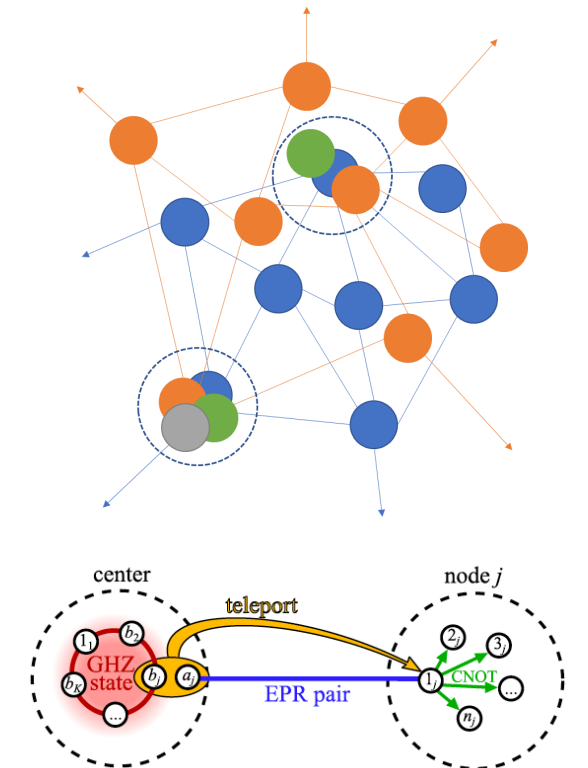 center
node j
teleport
1₁
b₂
GHZ
state
b_K
b_j
a_j
...
EPR pair
1_j
2_j
3_j
CNOT
...
n_j